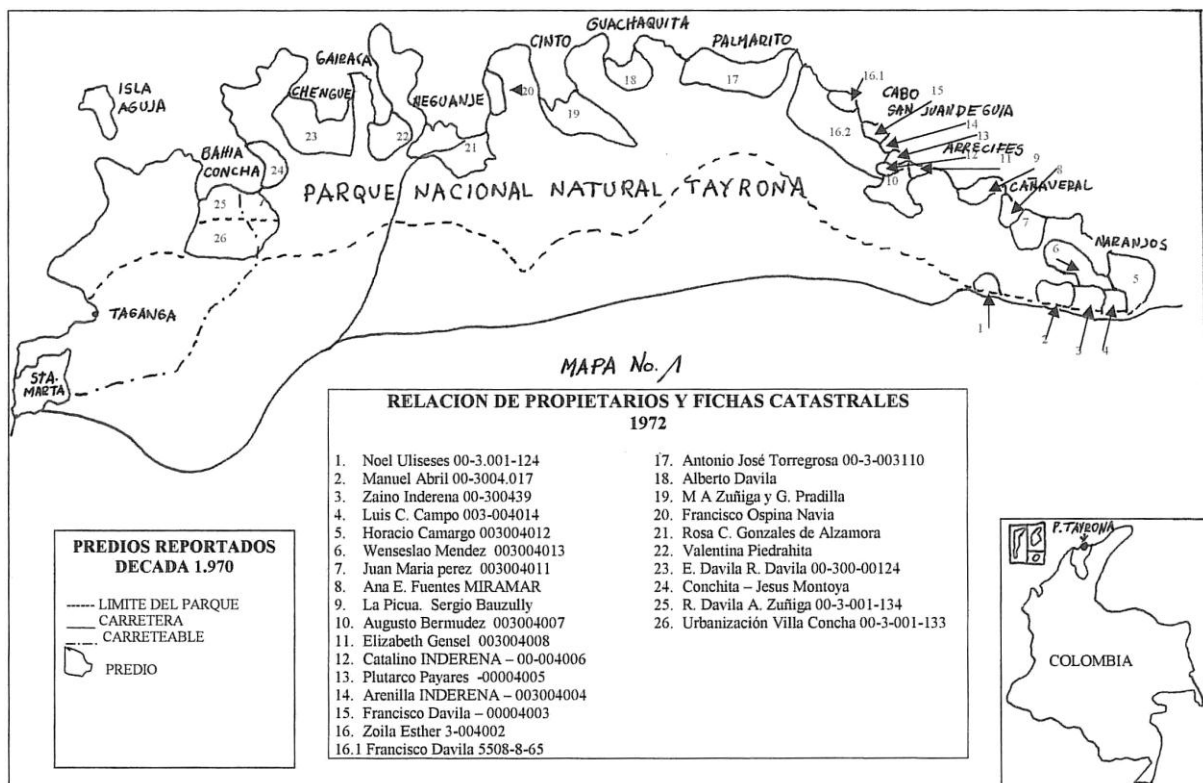 GUACHAQUITA
CINTO
PALMARITO
GAIRACA
ISLA
AGUJA
CHENGUE
NEGUANJE
16.1
CABO
SAN JUAN DE GUIA
15
14
13
ARRECIFES
12
11
10
9
8
CAÑAVERAL
7
18
17
20
19
16.2
23
22
21
BAHIA
CONCHA
24
25
26
PARQUE NACIONAL NATURAL TAYRONA
NARANJOS
6
5
TAGANGA
1
2
3
4
STA.
MARTA
MAPA No. 1
RELACION DE PROPIETARIOS Y FICHAS CATASTRALES
1972
1. Noel Uliseses 00-3.001-124
2. Manuel Abril 00-3004.017
3. Zaino Inderena 00-300439
4. Luis C. Campo 003-004014
5. Horacio Camargo 003004012
6. Wenseslao Mendez 003004013
7. Juan Maria perez 003004011
8. Ana E. Fuentes MIRAMAR
9. La Picua. Sergio Bauzully
10. Augusto Bermudez 003004007
11. Elizabeth Gensel 003004008
12. Catalino INDERENA – 00-004006
13. Plutarco Payares -00004005
14. Arenilla INDERENA – 003004004
15. Francisco Davila – 00004003
16. Zoila Esther 3-004002
16.1 Francisco Davila 5508-8-65
17. Antonio José Torregrosa 00-3-003110
18. Alberto Davila
19. M A Zuñiga y G. Pradilla
20. Francisco Ospina Navia
21. Rosa C. Gonzales de Alzamora
22. Valentina Piedrahita
23. E. Davila R. Davila 00-300-00124
24. Conchita – Jesus Montoya
25. R. Davila A. Zuñiga 00-3-001-134
26. Urbanización Villa Concha 00-3-001-133
PREDIOS REPORTADOS
DECADA 1.970
LIMITE DEL PARQUE
CARRETERA
CARRETEABLE
PREDIO
P. TAYRONA
COLOMBIA